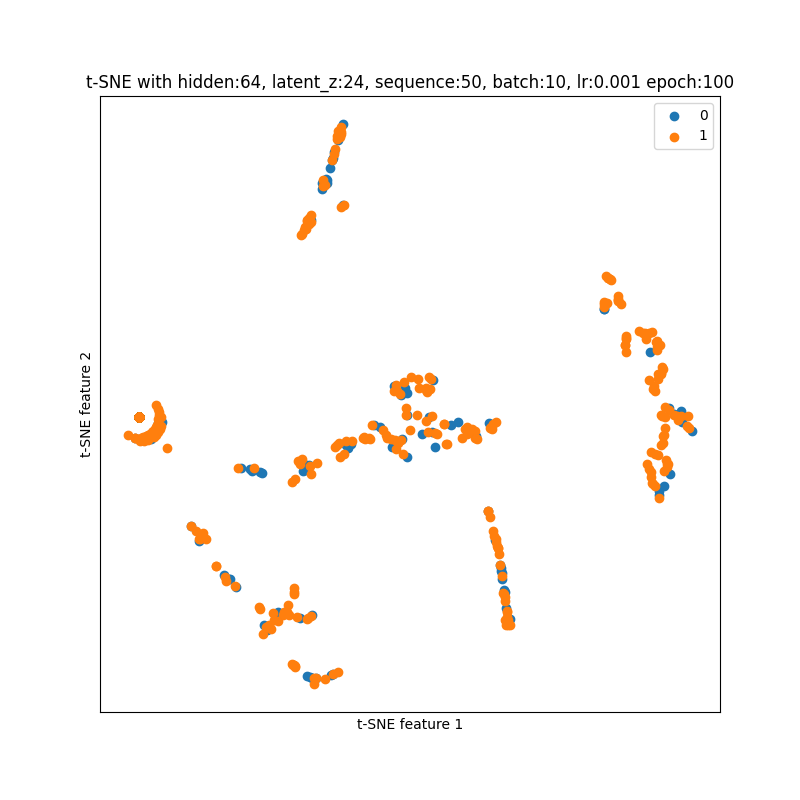 t-SNE with hidden:64, latent_z:24, sequence:50, batch:10, lr:0.001 epoch:100
0
1
t-SNE feature 2
t-SNE feature 1